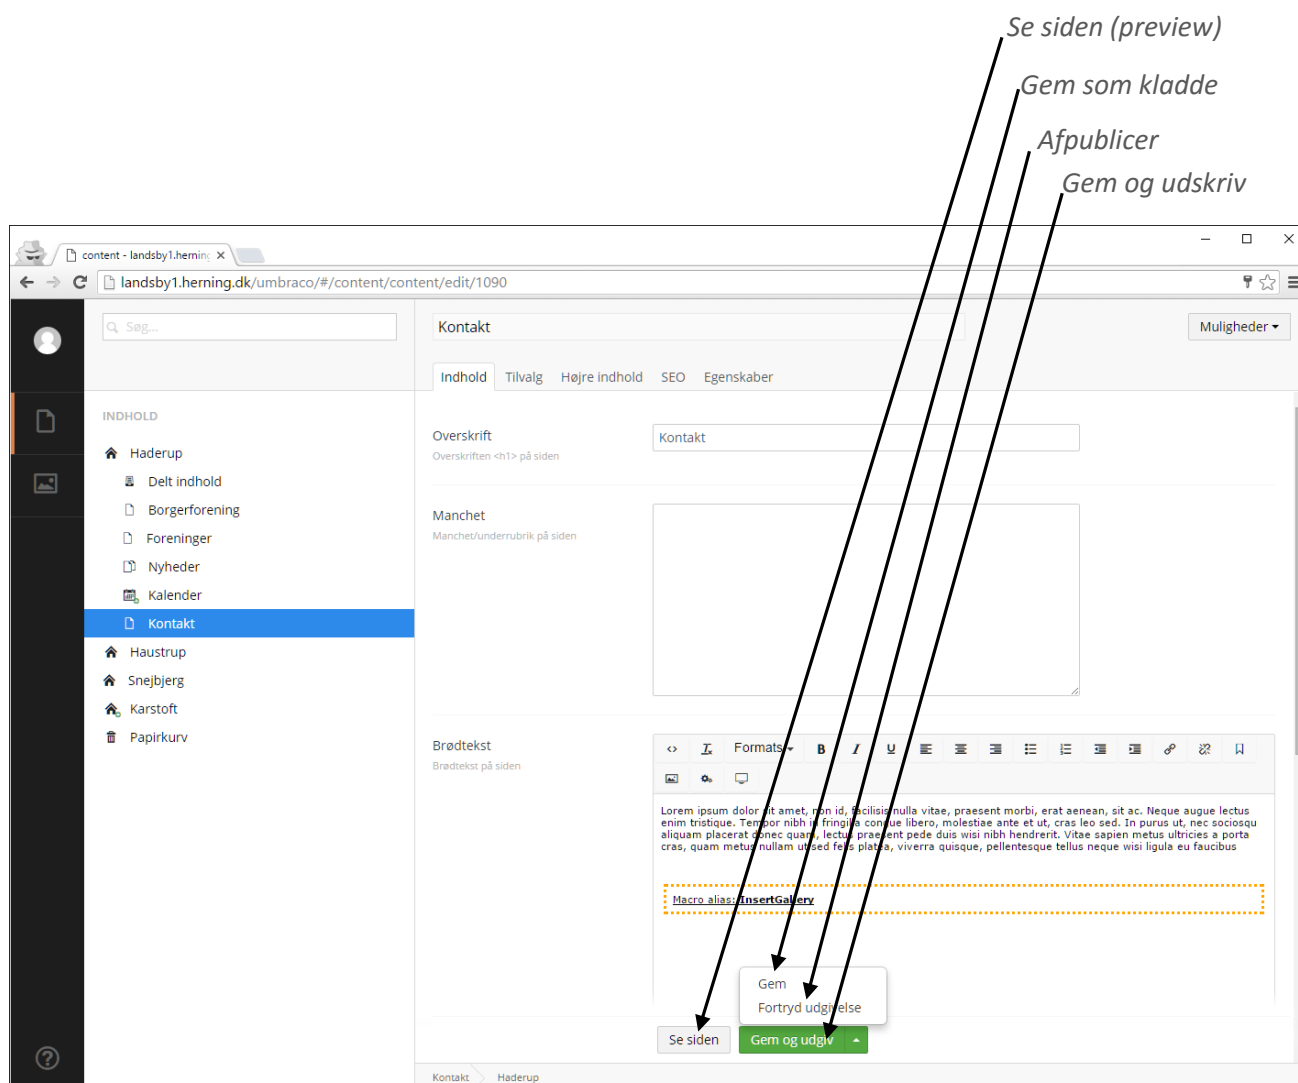 Se siden (preview)
Gem som kladde
Afpublicer
Gem og udskriv
content - landsby1.herning
landsby1.herning.dk/umbraco/#/content/content/edit/1090
Søg...
Kontakt
Muligheder
Indhold Tilvalg Højre indhold SEO Egenskaber
INDHOLD
Haderup
Delt indhold
Borgerforening
Foreninger
Nyheder
Kalender
Kontakt
Haustrup
Snejbjerg
Karstoft
Papirkurv
Overskrift
Overskriften <h1> på siden
Kontakt
Manchet
Manchet/underrubrik på siden
Brødtekst
Brødtekst på siden
Formats B I U
Lorem ipsum dolor sit amet, non id, facilisis nulla vitae, praesent morbi, erat aenean, sit ac. Neque augue lectus
enim tristique. Tempor nibh in fringilla congue libero, molestiae ante et ut, cras leo sed. In purus ut, nec sociosqu
aliquam placerat donec quam, lectus praesent pede duis wisi nibh hendrerit. Vitae sapien metus ultricies a porta
cras, quam metus nullam ut sed felis platea, viverra quisque, pellentesque tellus neque wisi ligula eu faucibus
Macro alias: InsertGallery
Gem
Fortryd udgivelse
Se siden
Gem og udgiv
Kontakt Haderup